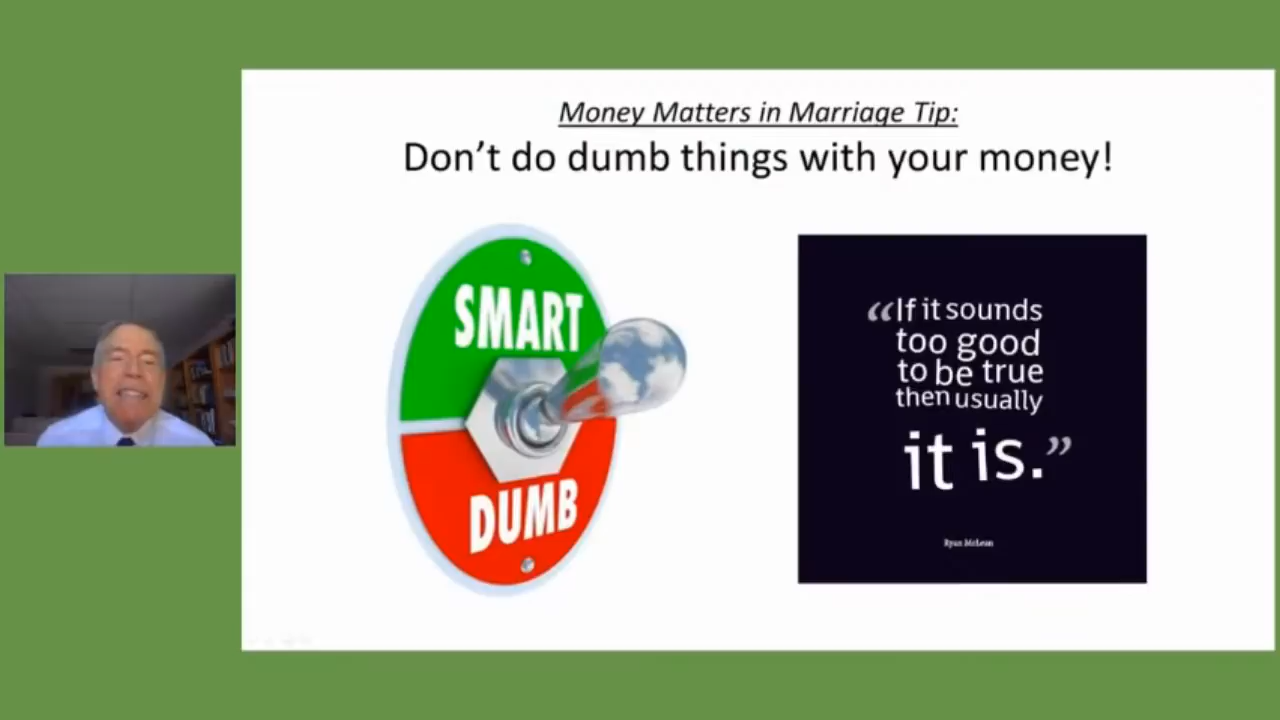 Money Matters in Marriage Tip:
Don’t do dumb things with your money!
SMART
DUMB
“If it sounds
too good
to be true
then usually
it is.”
Ryan McLean